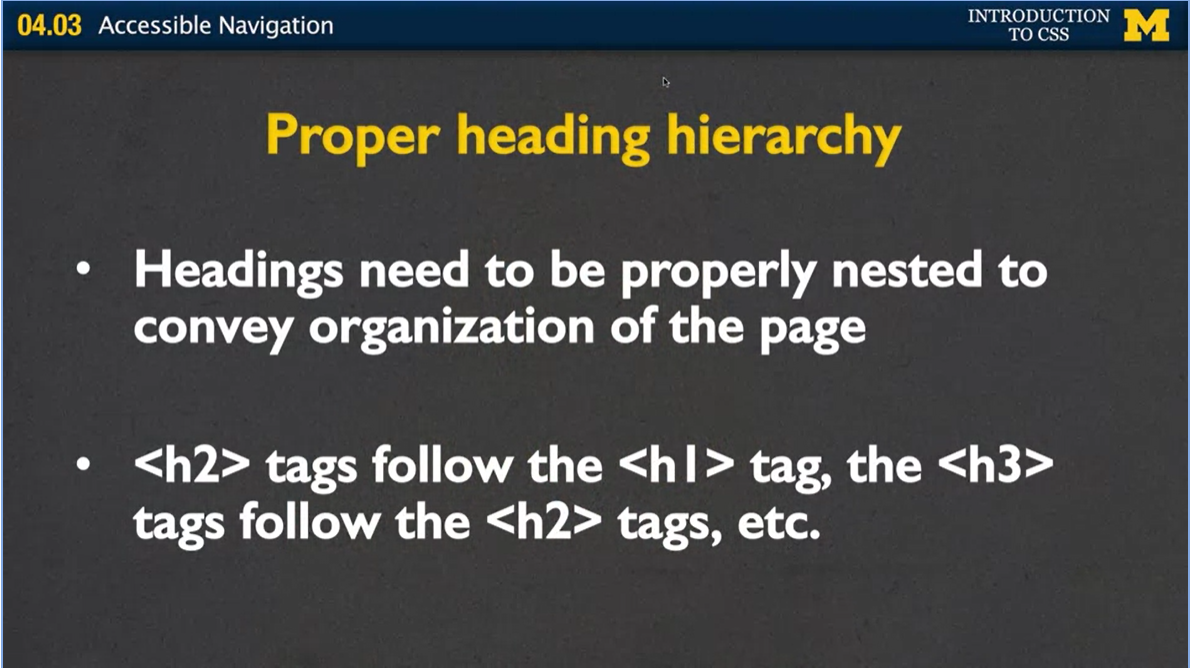 04.03 Accessible Navigation
INTRODUCTION
TO CSS
M
Proper heading hierarchy
• Headings need to be properly nested to
convey organization of the page
• <h2> tags follow the <h1> tag, the <h3>
tags follow the <h2> tags, etc.